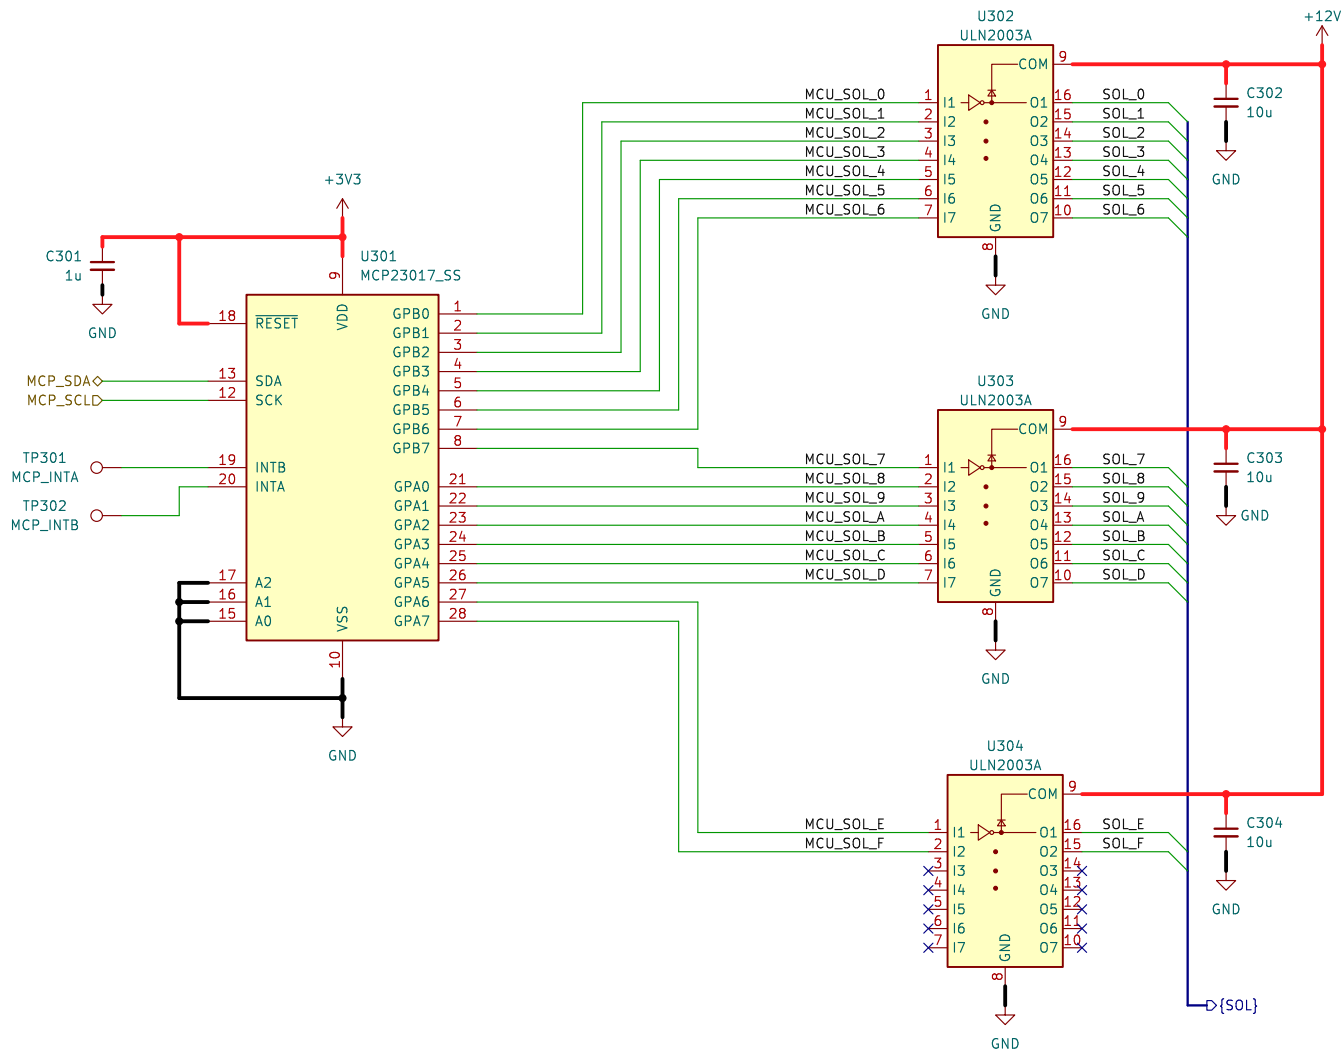 +3V3
C301
1u
GND
U301
MCP23017_SS
9
VDD
18
RESET
MCP_SDA
13
SDA
MCP_SCL
12
SCK
TP301
MCP_INTA
19
INTB
20
INTA
TP302
MCP_INTB
17
A2
16
A1
15
A0
VSS
10
GND
GPB0
1
GPB1
2
GPB2
3
GPB3
4
GPB4
5
GPB5
6
GPB6
7
GPB7
8
GPA0
21
GPA1
22
GPA2
23
GPA3
24
GPA4
25
GPA5
26
GPA6
27
GPA7
28
U302
ULN2003A
COM
9
MCU_SOL_0
1
I1
O1
16
SOL_0
MCU_SOL_1
2
I2
O2
15
SOL_1
MCU_SOL_2
3
I3
O3
14
SOL_2
MCU_SOL_3
4
I4
O4
13
SOL_3
MCU_SOL_4
5
I5
O5
12
SOL_4
MCU_SOL_5
6
I6
O6
11
SOL_5
MCU_SOL_6
7
I7
O7
10
SOL_6
GND
8
GND
+12V
C302
10u
GND
U303
ULN2003A
COM
9
MCU_SOL_7
1
I1
O1
16
SOL_7
MCU_SOL_8
2
I2
O2
15
SOL_8
MCU_SOL_9
3
I3
O3
14
SOL_9
MCU_SOL_A
4
I4
O4
13
SOL_A
MCU_SOL_B
5
I5
O5
12
SOL_B
MCU_SOL_C
6
I6
O6
11
SOL_C
MCU_SOL_D
7
I7
O7
10
SOL_D
GND
8
GND
C303
10u
GND
U304
ULN2003A
COM
9
MCU_SOL_E
1
I1
O1
16
SOL_E
MCU_SOL_F
2
I2
O2
15
SOL_F
3
I3
O3
14
4
I4
O4
13
5
I5
O5
12
6
I6
O6
11
7
I7
O7
10
GND
8
GND
C304
10u
GND
{SOL}